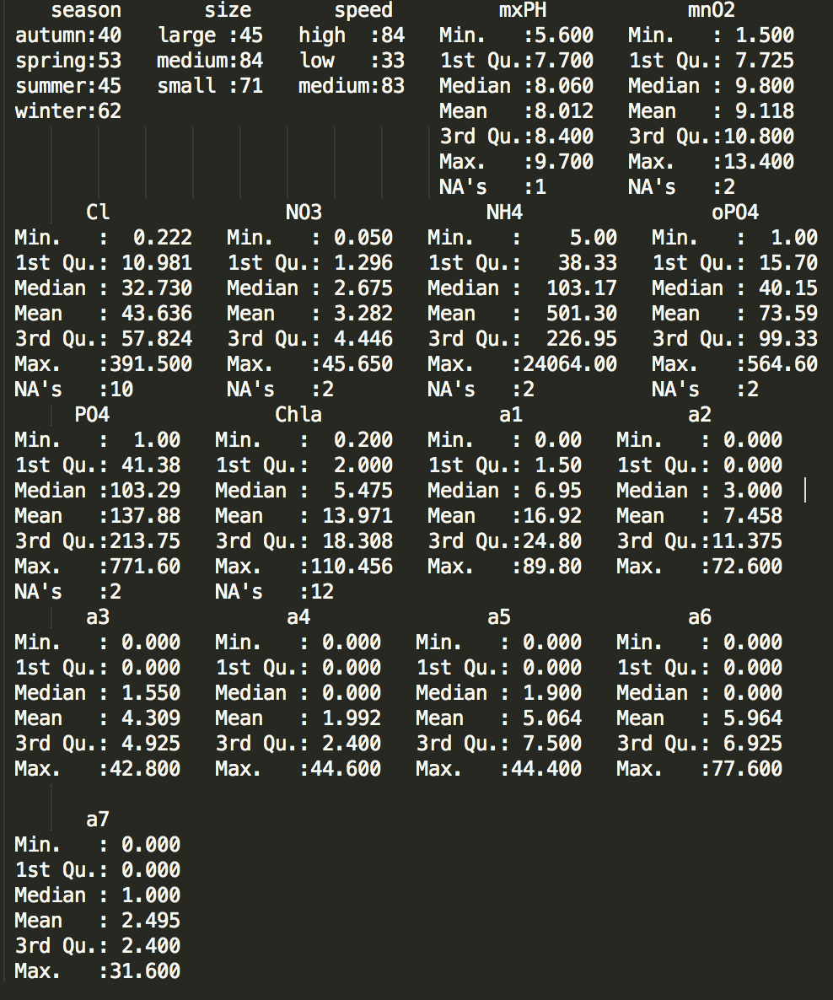 season       size       speed         mxPH            mnO2
autumn:40   large :45   high  :84   Min.   :5.600   Min.   : 1.500
spring:53   medium:84   low   :33   1st Qu.:7.700   1st Qu.: 7.725
summer:45   small :71   medium:83   Median :8.060   Median : 9.800
winter:62                           Mean   :8.012   Mean   : 9.118
                                    3rd Qu.:8.400   3rd Qu.:10.800
                                    Max.   :9.700   Max.   :13.400
                                    NA's   :1       NA's   :2
      Cl               NO3              NH4                oPO4
Min.   :  0.222   Min.   : 0.050   Min.   :    5.00   Min.   :  1.00
1st Qu.: 10.981   1st Qu.: 1.296   1st Qu.:   38.33   1st Qu.: 15.70
Median : 32.730   Median : 2.675   Median :  103.17   Median : 40.15
Mean   : 43.636   Mean   : 3.282   Mean   :  501.30   Mean   : 73.59
3rd Qu.: 57.824   3rd Qu.: 4.446   3rd Qu.:  226.95   3rd Qu.: 99.33
Max.   :391.500   Max.   :45.650   Max.   :24064.00   Max.   :564.60
NA's   :10        NA's   :2        NA's   :2          NA's   :2
     PO4              Chla               a1              a2
Min.   :  1.00   Min.   :  0.200   Min.   : 0.00   Min.   : 0.000
1st Qu.: 41.38   1st Qu.:  2.000   1st Qu.: 1.50   1st Qu.: 0.000
Median :103.29   Median :  5.475   Median : 6.95   Median : 3.000
Mean   :137.88   Mean   : 13.971   Mean   :16.92   Mean   : 7.458
3rd Qu.:213.75   3rd Qu.: 18.308   3rd Qu.:24.80   3rd Qu.:11.375
Max.   :771.60   Max.   :110.456   Max.   :89.80   Max.   :72.600
NA's   :2        NA's   :12
      a3               a4               a5               a6
Min.   : 0.000   Min.   : 0.000   Min.   : 0.000   Min.   : 0.000
1st Qu.: 0.000   1st Qu.: 0.000   1st Qu.: 0.000   1st Qu.: 0.000
Median : 1.550   Median : 0.000   Median : 1.900   Median : 0.000
Mean   : 4.309   Mean   : 1.992   Mean   : 5.064   Mean   : 5.964
3rd Qu.: 4.925   3rd Qu.: 2.400   3rd Qu.: 7.500   3rd Qu.: 6.925
Max.   :42.800   Max.   :44.600   Max.   :44.400   Max.   :77.600
      a7
Min.   : 0.000
1st Qu.: 0.000
Median : 1.000
Mean   : 2.495
3rd Qu.: 2.400
Max.   :31.600